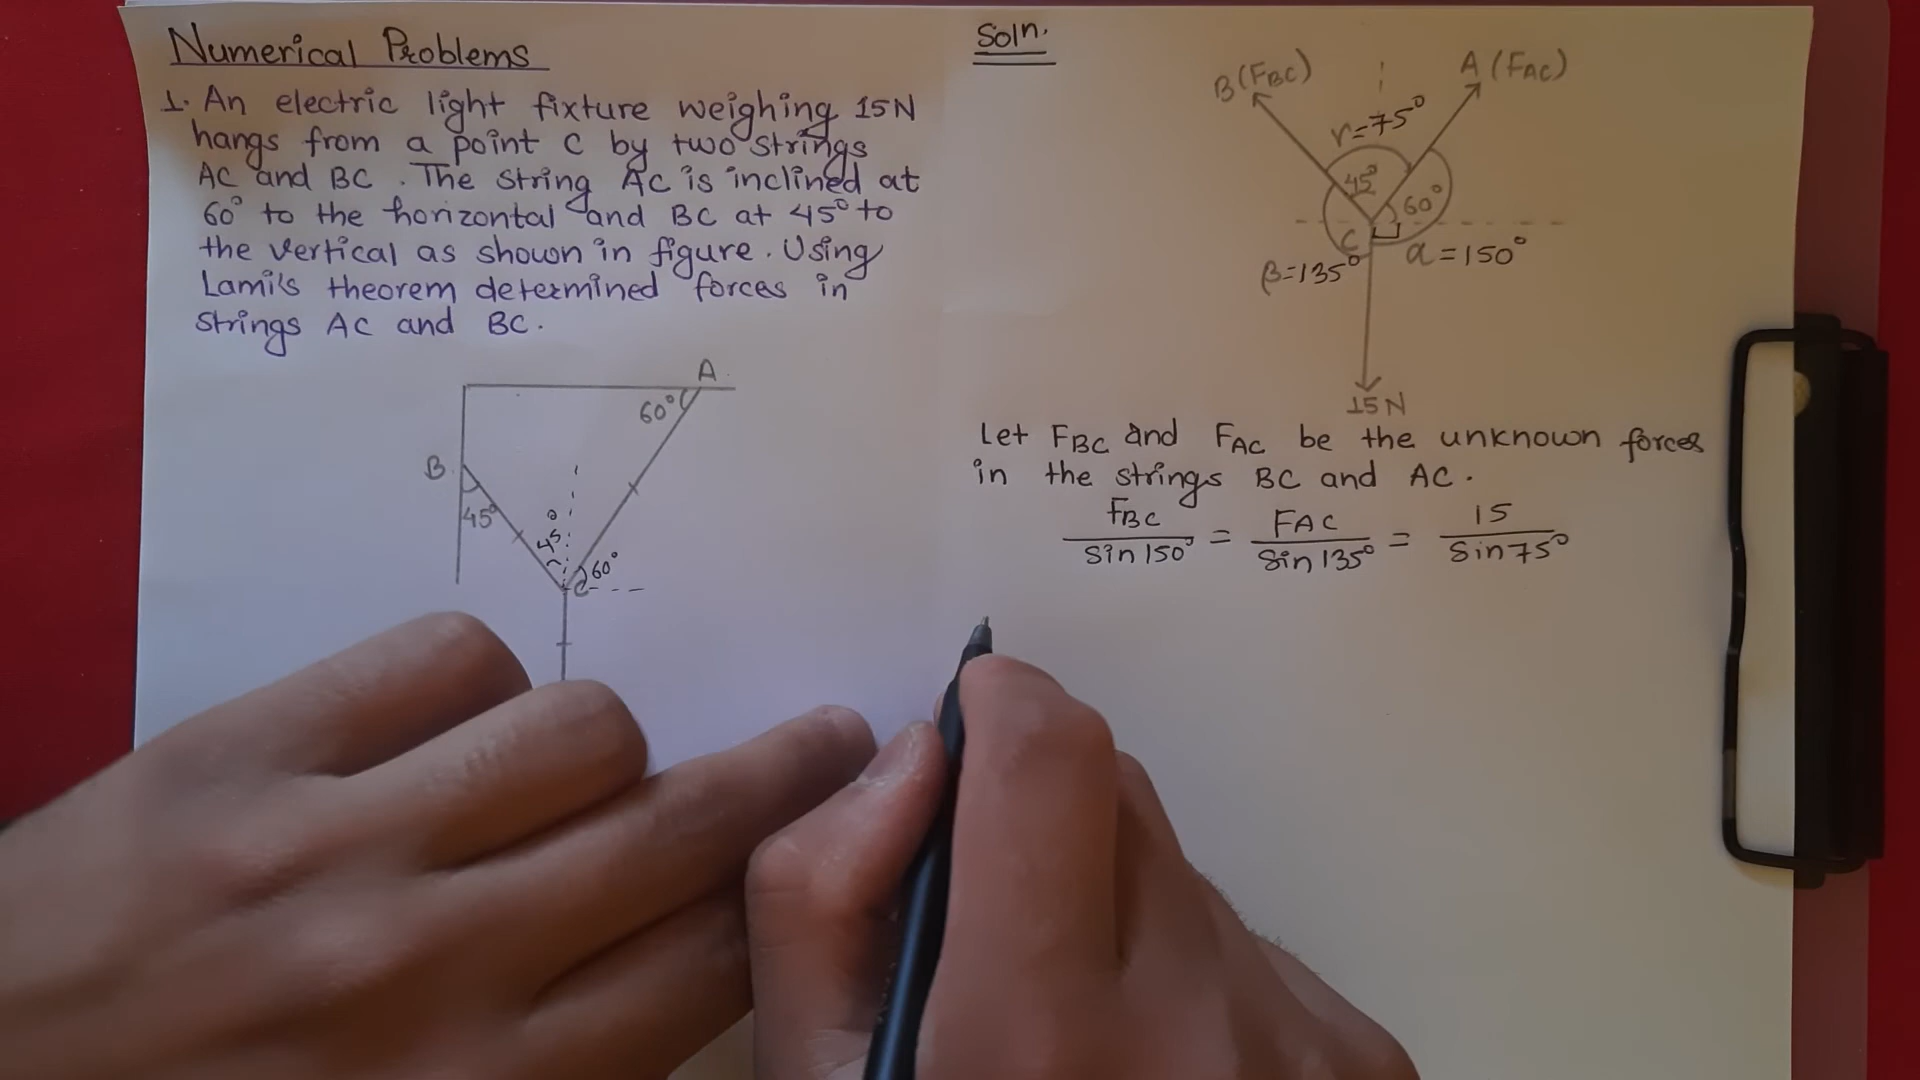 Numerical Problems
1. An electric light fixture weighing 15N
hangs from a point C by two strings
AC and BC. The string AC is inclined at
60° to the horizontal and BC at 45° to
the vertical as shown in figure. Using
Lami's theorem determined forces in
strings AC and BC.
A
60°
B
45°
45°
60°
C
Soln.
B (FBC)
A (FAC)
r=75°
45°
60°
C
β=135°
α=150°
15N
Let FBC and FAC be the unknown forces
in the strings BC and AC.
FBC / Sin 150° = FAC / Sin 135° = 15 / Sin 75°